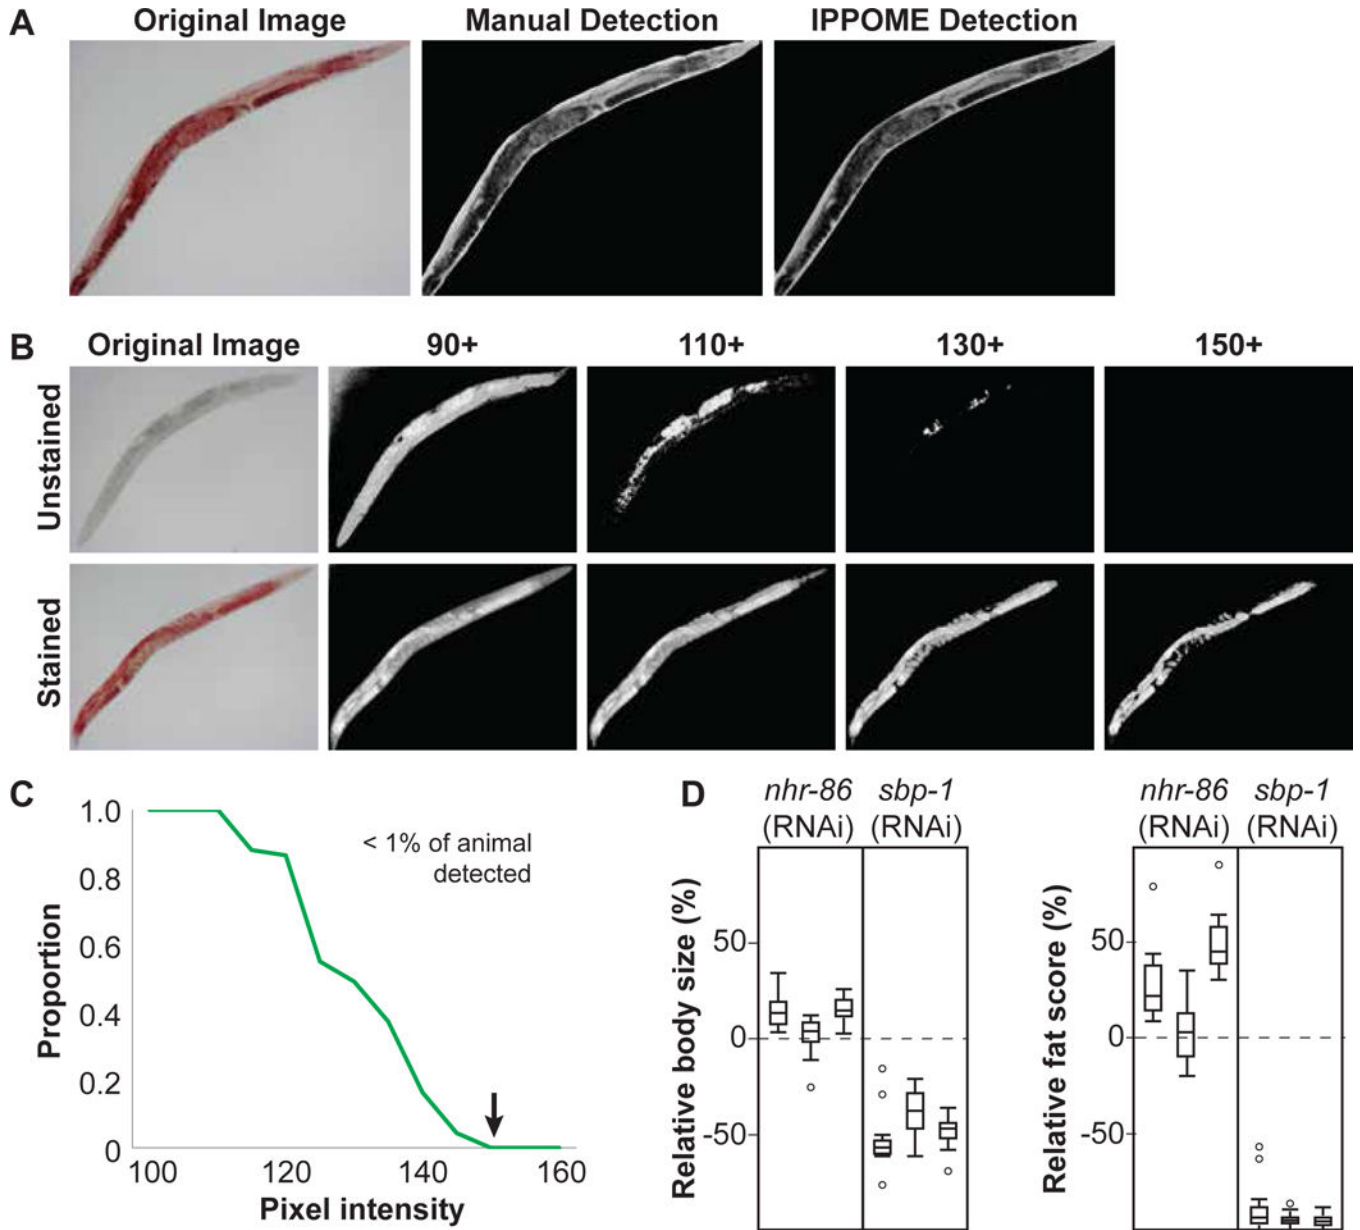 A
Original Image
Manual Detection
IPPOME Detection
B
Original Image
90+
110+
130+
150+
Unstained
Stained
C
1.0
0.8
0.6
0.4
0.2
0
Proportion
< 1% of animal
detected
100
120
140
160
Pixel intensity
D
nhr-86
(RNAi)
sbp-1
(RNAi)
Relative body size (%)
50
0
-50
nhr-86
(RNAi)
sbp-1
(RNAi)
Relative fat score (%)
50
0
-50